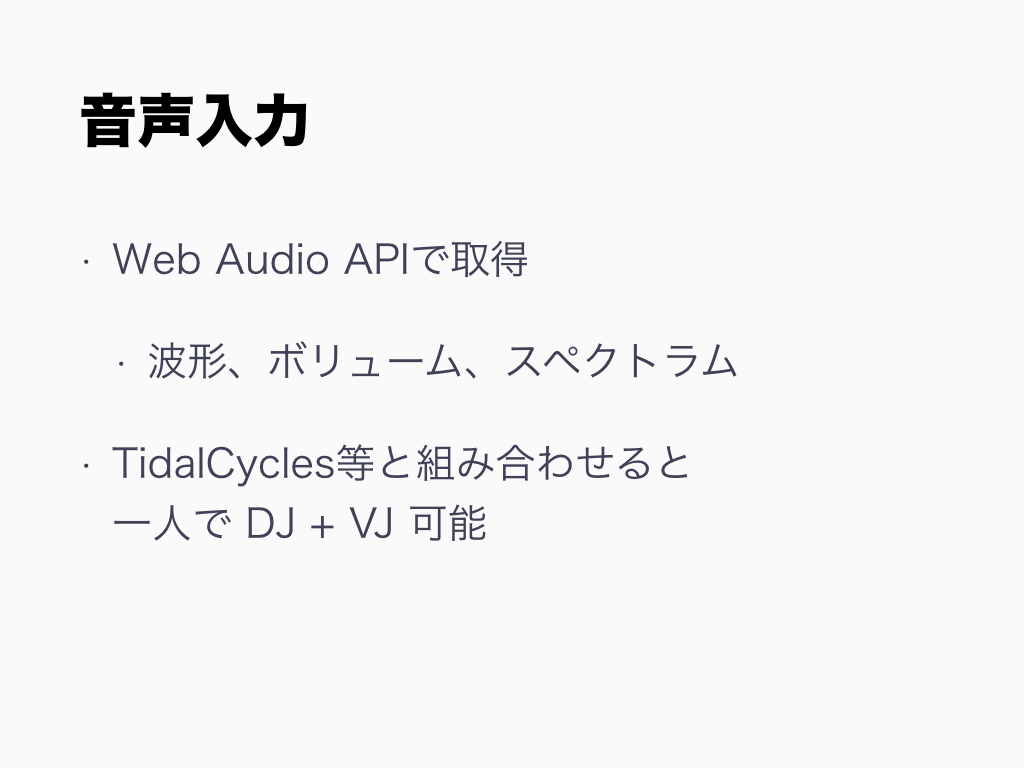 音声入力
・ Web Audio APIで取得
・ 波形、ボリューム、スペクトラム
・ TidalCycles等と組み合わせると
一人で DJ + VJ 可能